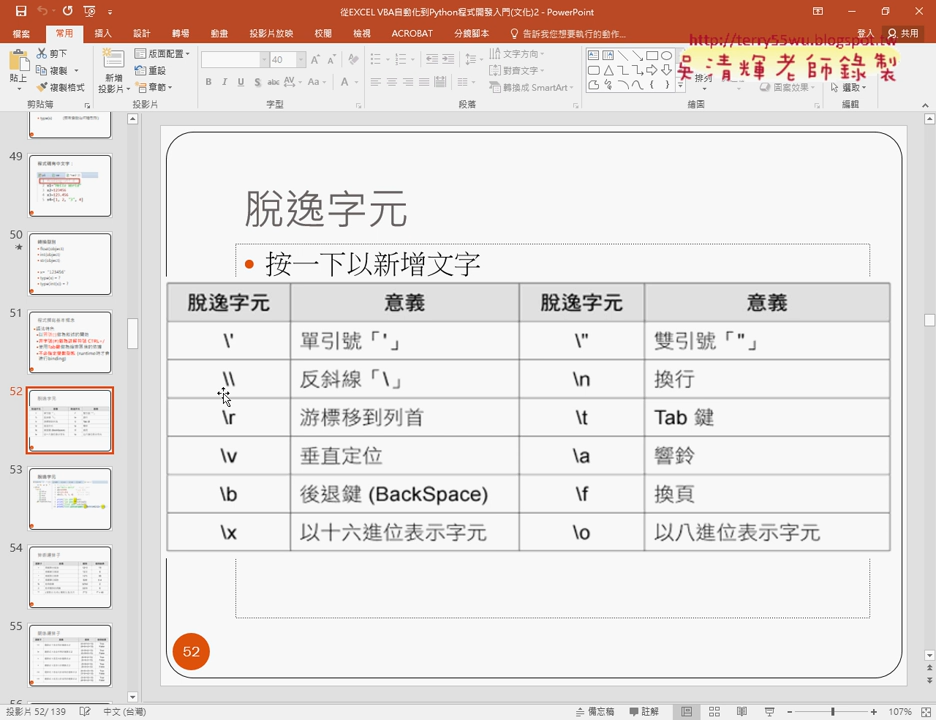 從EXCEL VBA自動化到Python程式開發入門(文化)2 - PowerPoint
檔案 常用 插入 設計 轉場 動畫 投影片放映 校閱 檢視 ACROBAT 分鏡腳本 告訴我您想要執行的動作... 登入 共用
http://terry55wu.blogspot.tw
吳清輝老師錄製
貼上 剪下 複製 複製格式 剪貼簿
新增投影片 版面配置 重設 章節 投影片
40 字型
文字方向 對齊文字 轉換成 SmartArt 段落
排列 圖案效果 繪圖
選取 編輯
49
50
51
52
53
54
55
脫逸字元
按一下以新增文字
脫逸字元 意義 脫逸字元 意義
\' 單引號「'」 \" 雙引號「"」
\\ 反斜線「\」 \n 換行
\r 游標移到列首 \t Tab 鍵
\v 垂直定位 \a 響鈴
\b 後退鍵 (BackSpace) \f 換頁
\x 以十六進位表示字元 \o 以八進位表示字元
52
投影片 52/139 中文 (台灣) 備忘稿 註解 107%